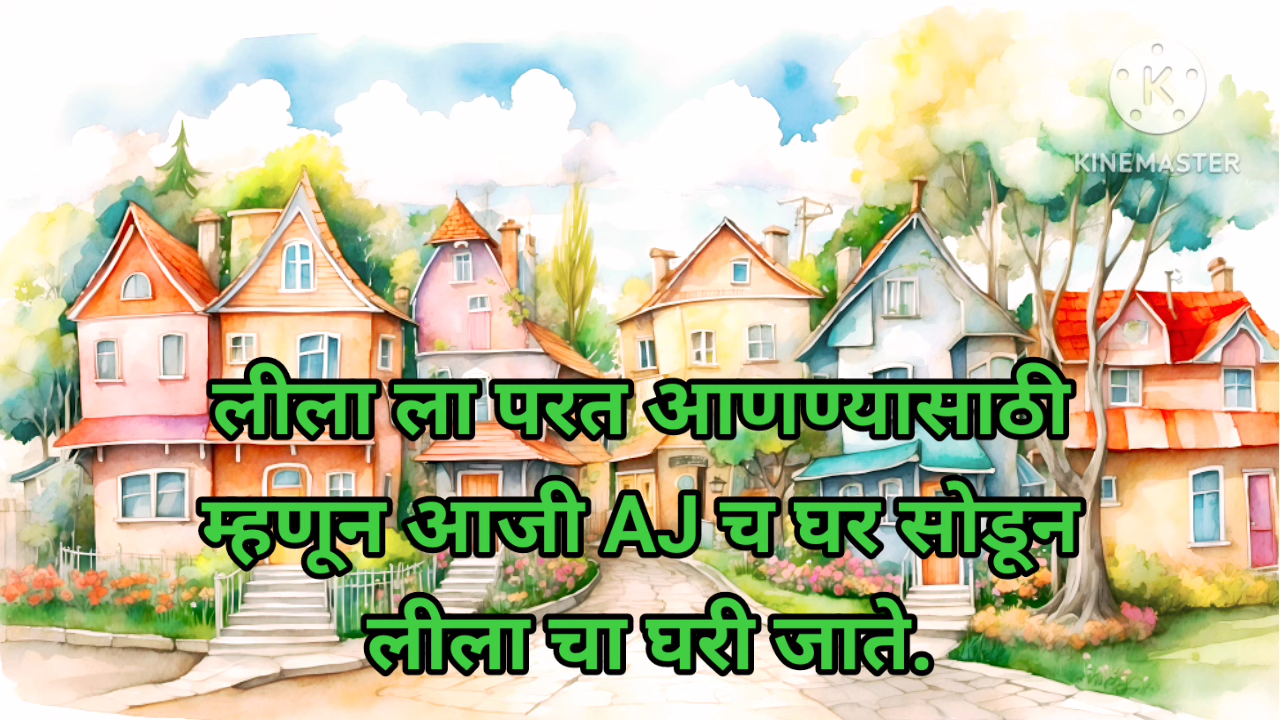 KINEMASTER
लीला ला परत आणण्यासाठी
म्हणून आजी AJ च घर सोडून
लीला चा घरी जाते.